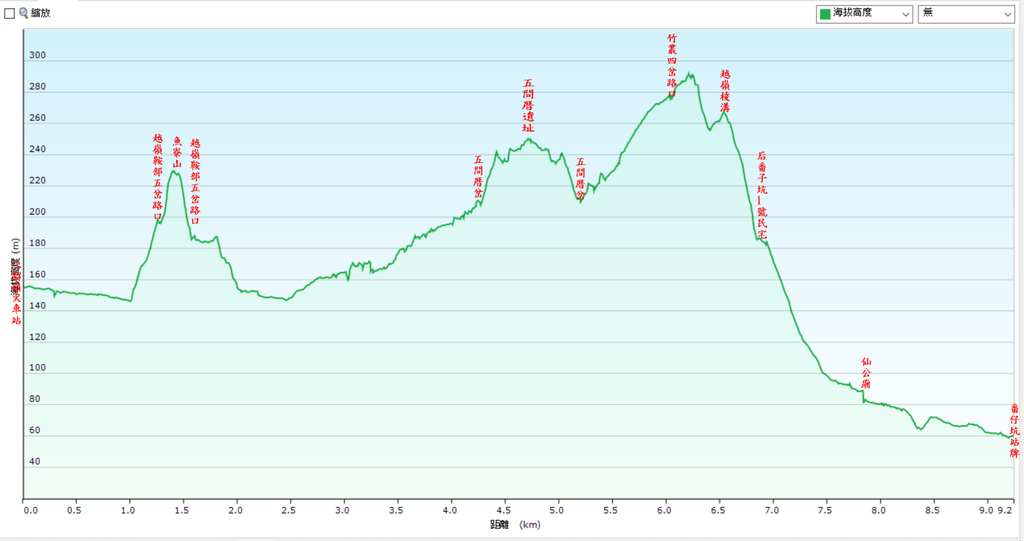 縮放
海拔高度
無
300
280
260
240
220
200
180
160
140
120
100
80
60
40
(m)
火車站
越嶺鞍部五岔路口
魚寮山
越嶺鞍部五岔路口
五間厝岔
五間厝遺址
五間厝岔
竹叢四岔路口
越嶺稜溝
后番子坑1號民宅
仙公廟
番仔坑站牌
0.0 0.5 1.0 1.5 2.0 2.5 3.0 3.5 4.0 4.5 5.0 5.5 6.0 6.5 7.0 7.5 8.0 8.5 9.0 9.2
距離 (km)